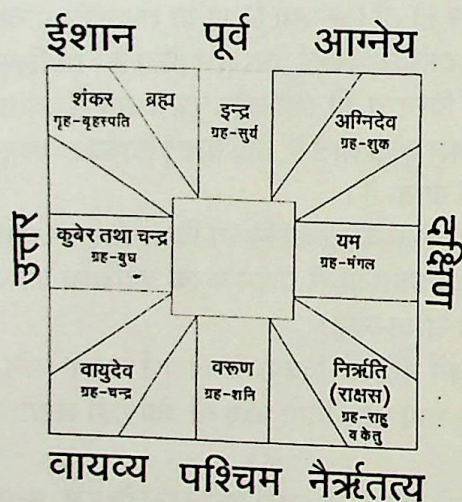 ईशान पूर्व आग्नेय
शंकर ब्रह्म
गृह-बृहस्पति
इन्द्र
ग्रह-सुर्य
अग्निदेव
ग्रह-शुक
उत्तर
कुबेर तथा चन्द्र
ग्रह-बुध
यम
ग्रह-मंगल
दक्षिण
वायुदेव
ग्रह-चन्द्र
वरूण
ग्रह-शनि
निर्ऋति
(राक्षस)
ग्रह-राहु
व केतु
वायव्य पश्चिम नैर्ऋतत्य